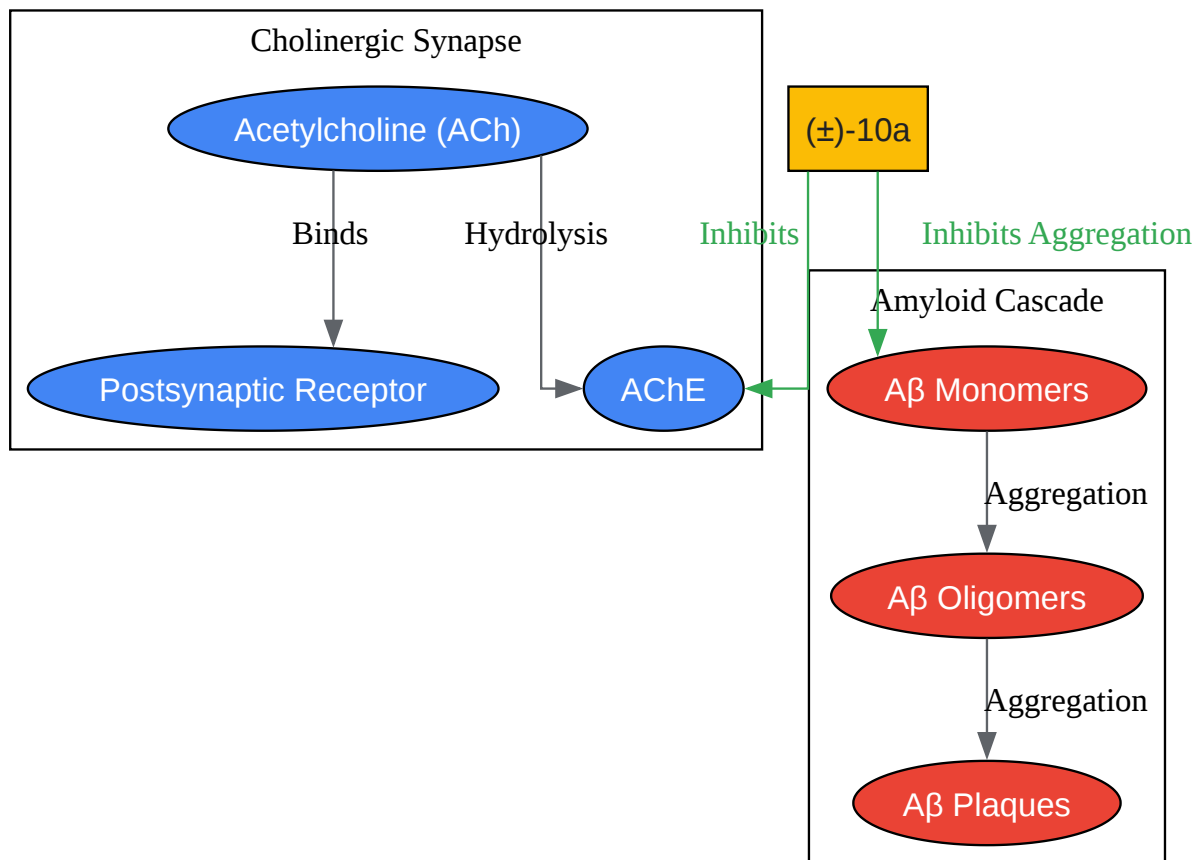 Cholinergic Synapse
Acetylcholine (ACh)
(±)-10a
Binds
Hydrolysis
Inhibits
Inhibits Aggregation
Amyloid Cascade
Postsynaptic Receptor
AChE
Aβ Monomers
Aggregation
Aβ Oligomers
Aggregation
Aβ Plaques